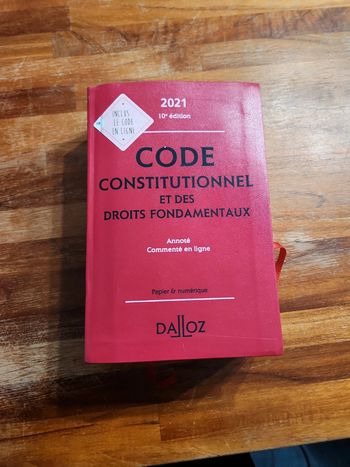 INCLUS
LE CODE
EN LIGNE
2021
10e édition
CODE
CONSTITUTIONNEL
ET DES
DROITS FONDAMENTAUX
Annoté
Commenté en ligne
Papier & numérique
DALLOZ